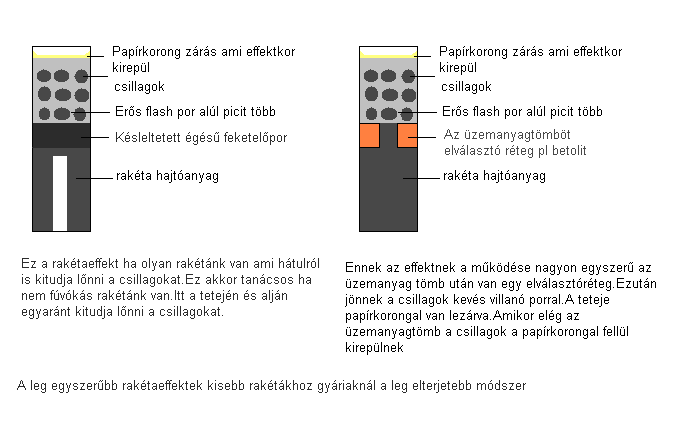 Papírkorong zárás ami effektkor
kirepül
csillagok
Erős flash por alúl picit több
Késleltetett égésű feketelőpor
rakéta hajtóanyag
Papírkorong zárás ami effektkor
kirepül
csillagok
Erős flash por alúl picit több
Az üzemanyagtömböt
elválasztó réteg pl betolit
rakéta hajtóanyag
Ez a rakétaeffekt ha olyan rakétánk van ami hátulról
is kitudja lőnni a csillagokat.Ez akkor tanácsos ha
nem fúvókás rakétánk van.Itt a tetején és alján
egyaránt kitudja lőnni a csillagokat.
Ennek az effektnek a működése nagyon egyszerű az
üzemanyag tömb után van egy elválasztóréteg.Ezután
jönnek a csillagok kevés villanó porral.A teteje
papírkorongal van lezárva.Amikor elég az
üzemanyagtömb a csillagok a papírkorongal fellül
kirepülnek
A leg egyszerűbb rakétaeffektek kisebb rakétákhoz gyáriaknál a leg elterjetebb módszer